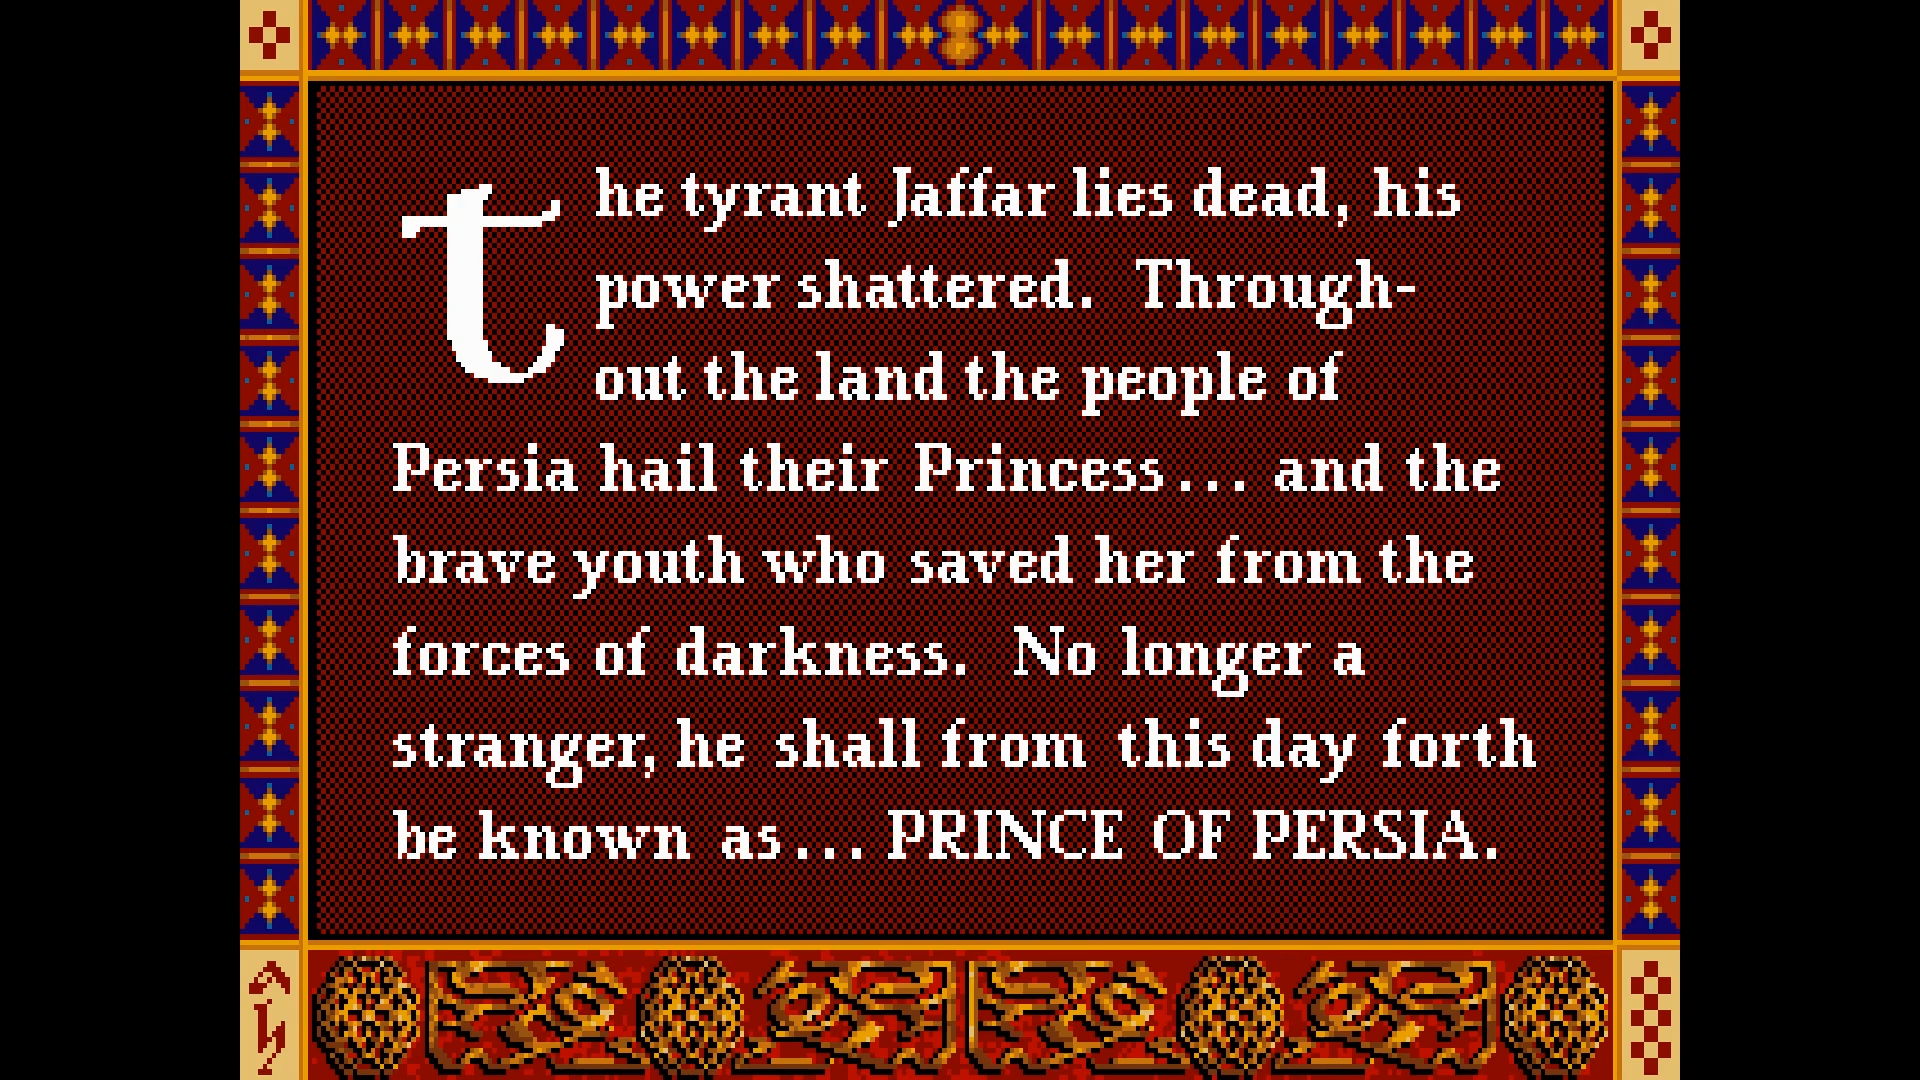 the tyrant Jaffar lies dead, his
power shattered.  Through-
out the land the people of
Persia hail their Princess... and the
brave youth who saved her from the
forces of darkness.  No longer a
stranger, he shall from this day forth
be known as... PRINCE OF PERSIA.